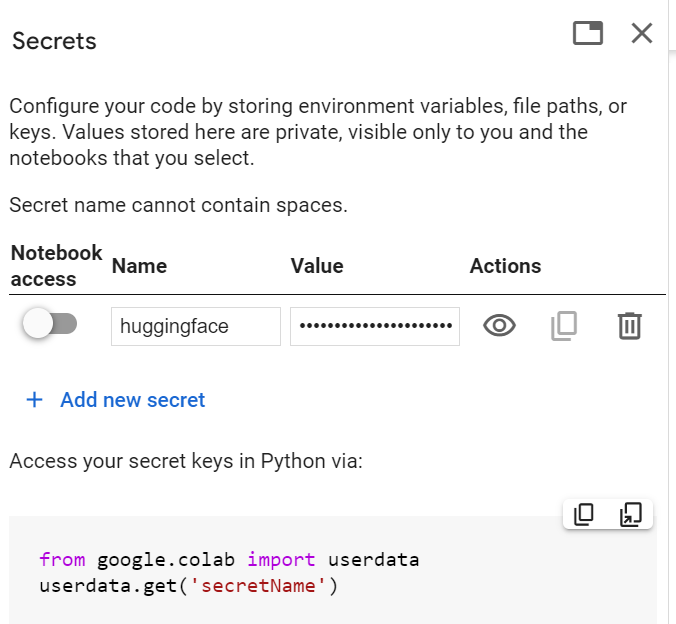 Secrets
Configure your code by storing environment variables, file paths, or
keys. Values stored here are private, visible only to you and the
notebooks that you select.
Secret name cannot contain spaces.
Notebook access Name Value Actions
huggingface ••••••••••••••••••••••
+ Add new secret
Access your secret keys in Python via:
from google.colab import userdata
userdata.get('secretName')